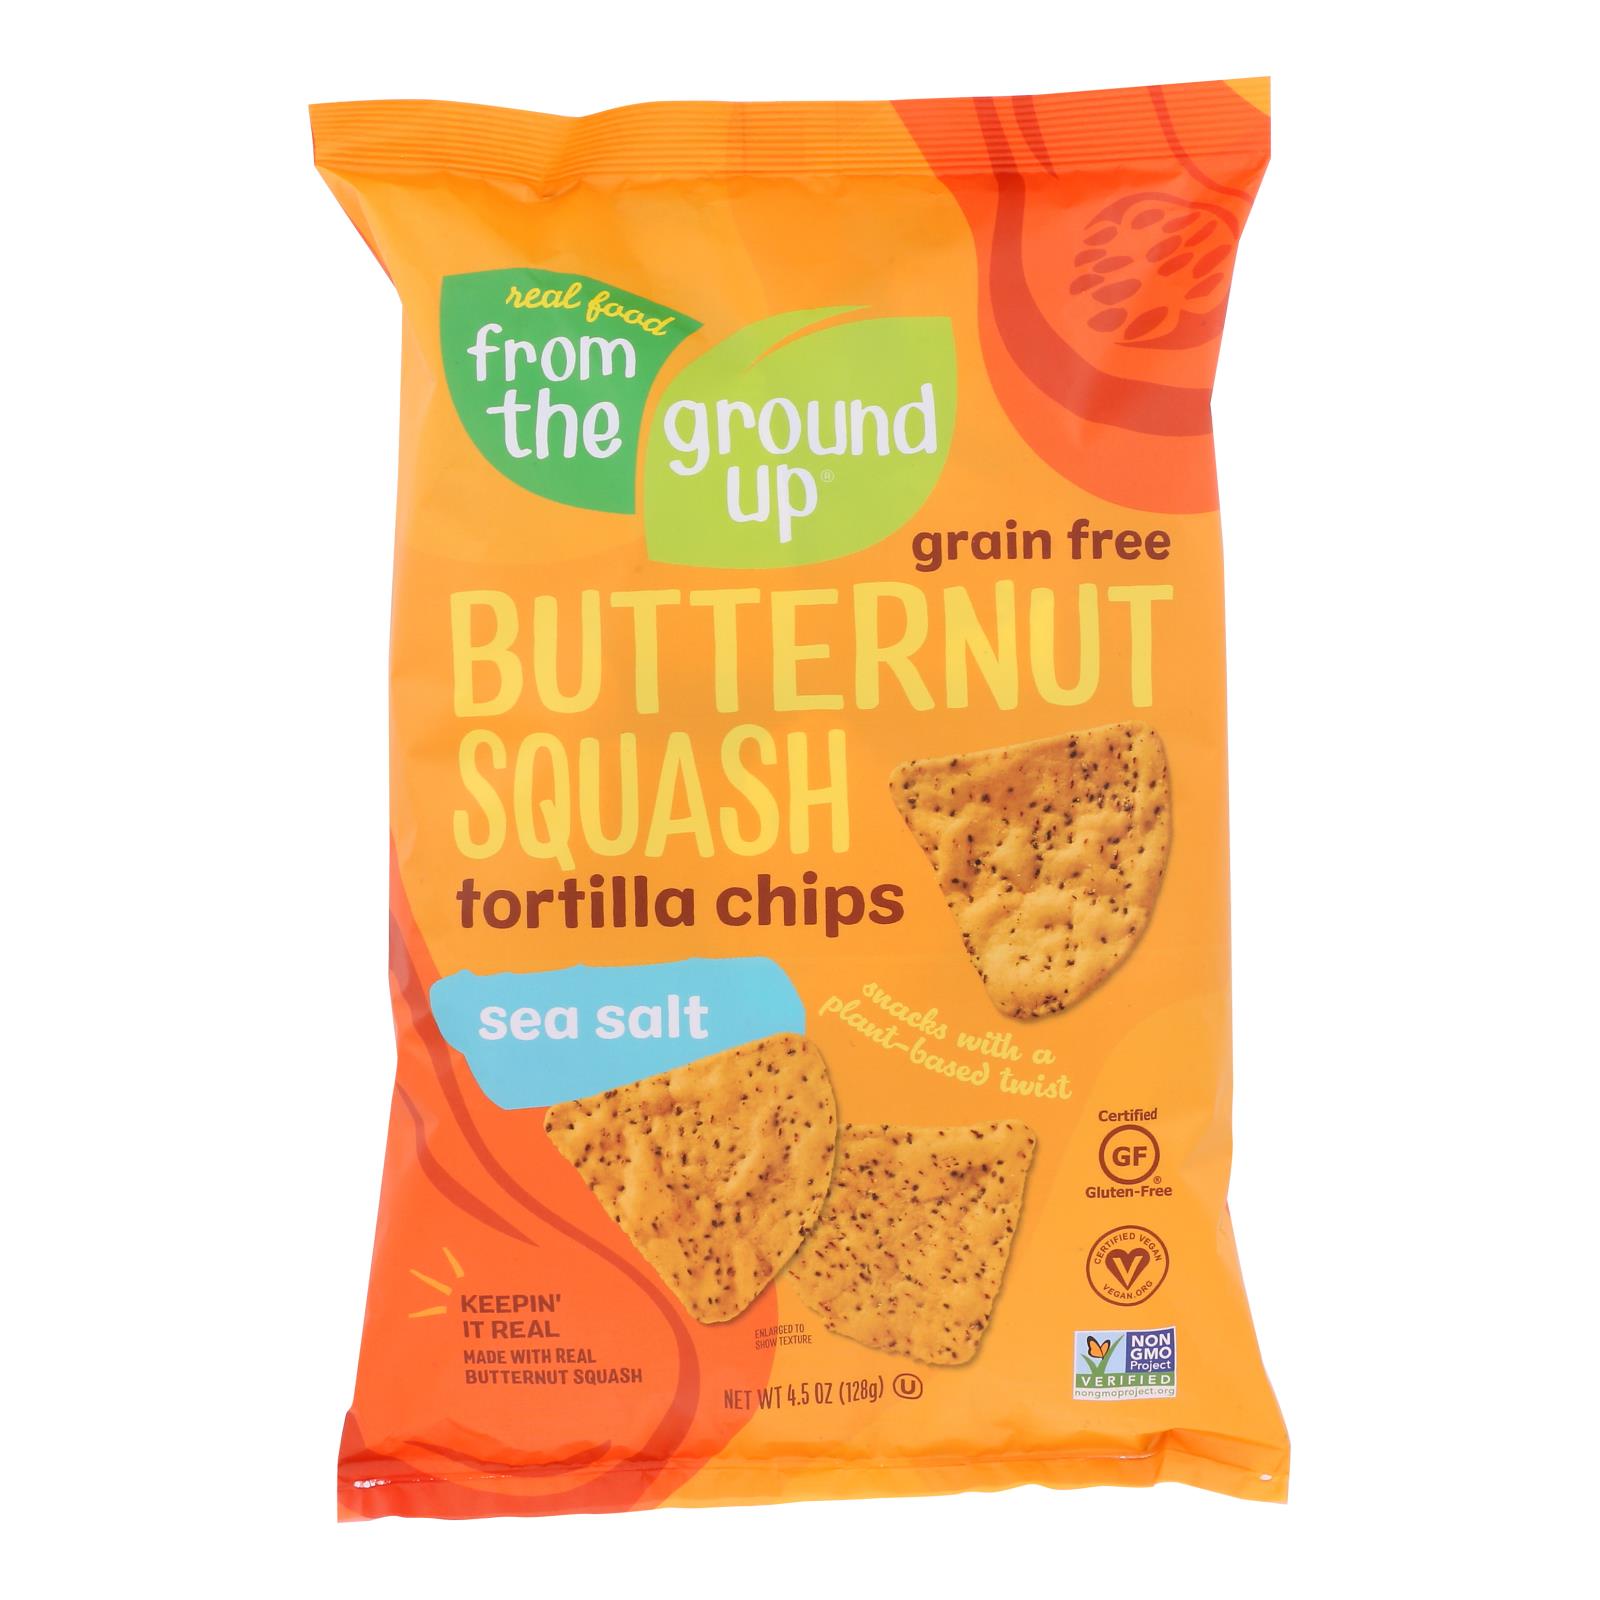 real food
from
the
ground
up®
grain free
BUTTERNUT
SQUASH
tortilla chips
sea salt
snacks with a
plant-based twist
Certified
GF®
Gluten-Free
CERTIFIED VEGAN
V
VEGAN.ORG
KEEPIN'
IT REAL
MADE WITH REAL
BUTTERNUT SQUASH
ENLARGED TO
SHOW TEXTURE
NET WT 4.5 OZ (128g) U
NON
GMO
Project
VERIFIED
nongmoproject.org